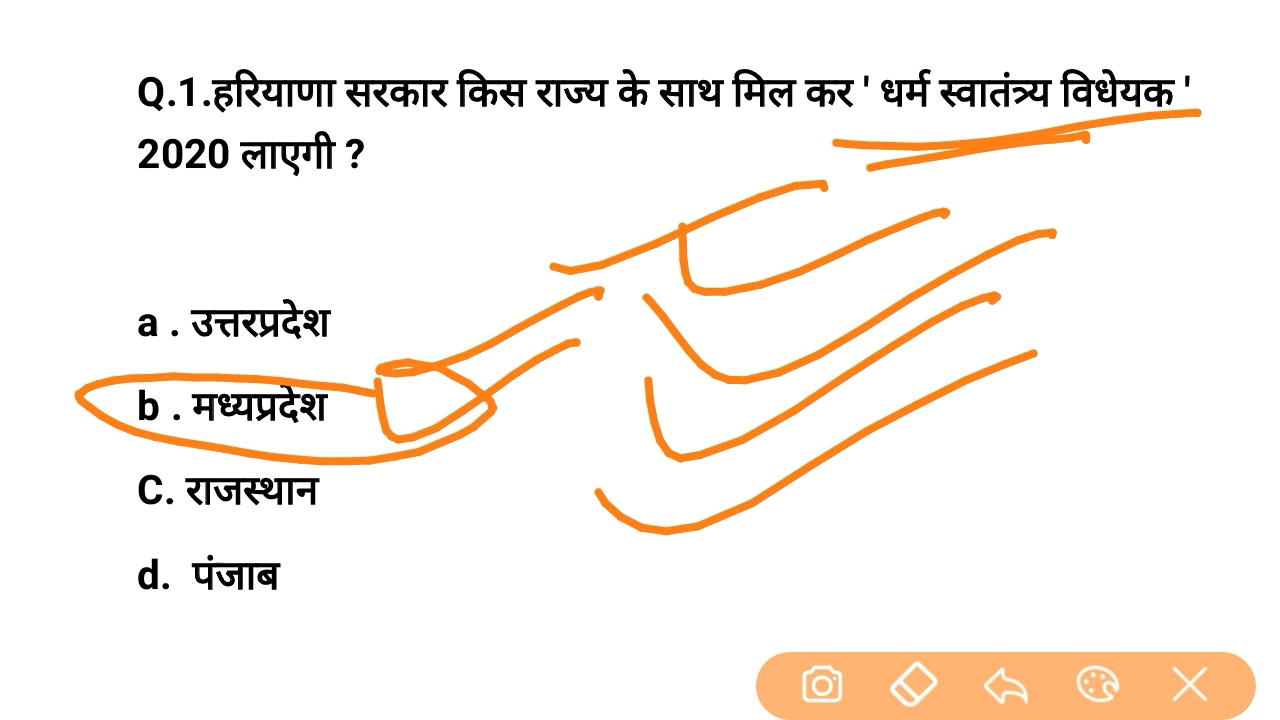 Q.1.हरियाणा सरकार किस राज्य के साथ मिल कर ' धर्म स्वातंत्र्य विधेयक '
2020 लाएगी ?
a . उत्तरप्रदेश
b . मध्यप्रदेश
C. राजस्थान
d. पंजाब